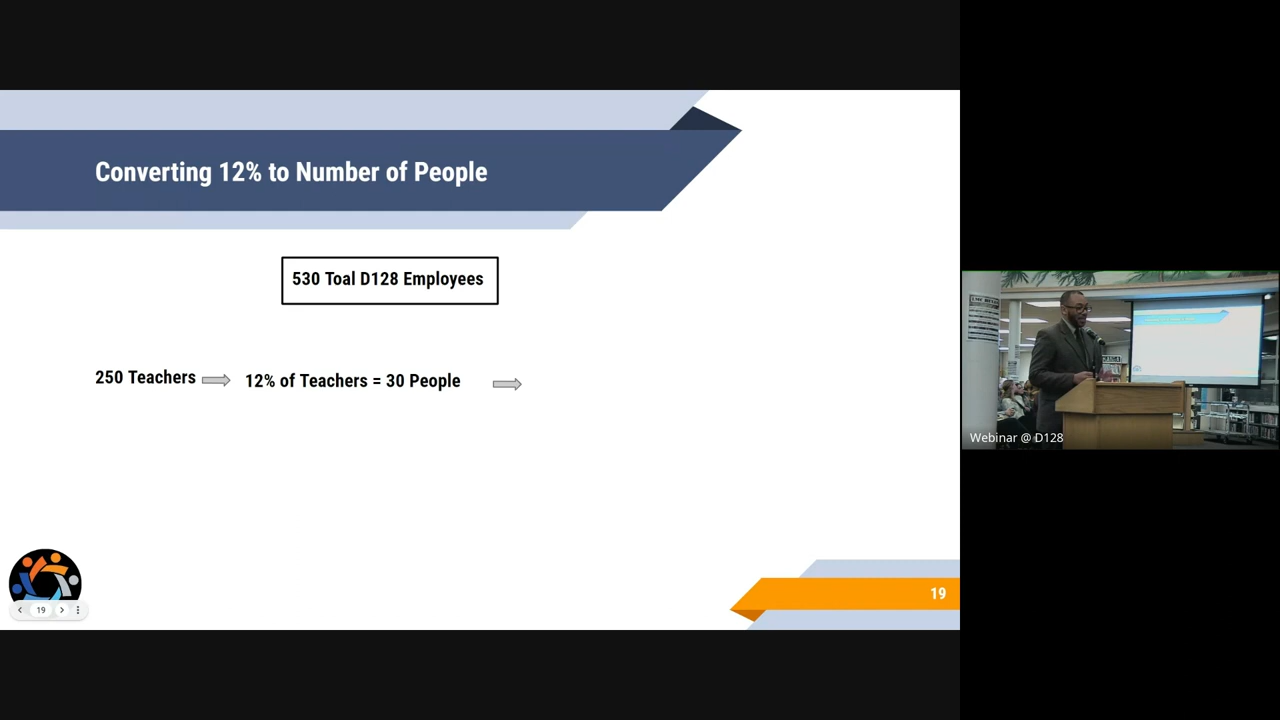 Converting 12% to Number of People
530 Toal D128 Employees
250 Teachers
12% of Teachers = 30 People
19
19
Webinar @ D128